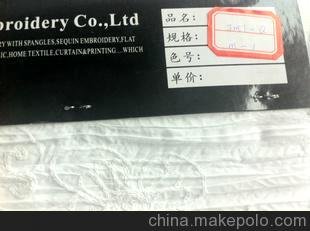 broidery Co.,Ltd
RY WITH SPANGLES, SEQUIN EMBROIDERY, FLAT
IC, HOME TEXTILE, CURTAIN & PRINTING....WHICH
品名:
规格:
色号:
单价:
china.makepolo.com